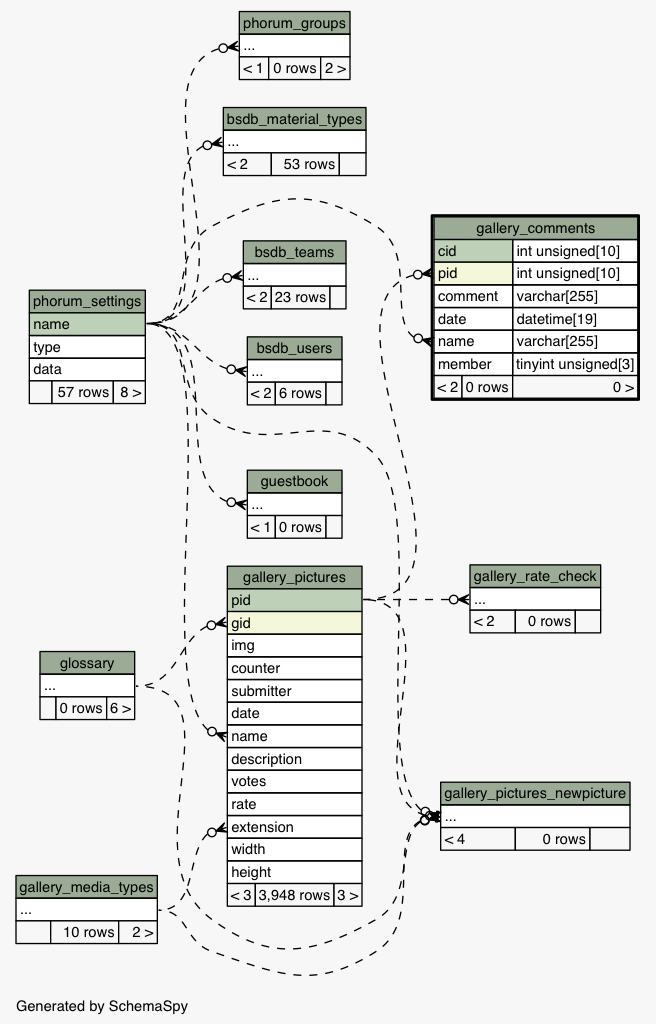 phorum_groups
...
< 1 0 rows 2 >
bsdb_material_types
...
< 2 53 rows
gallery_comments
cid int unsigned[10]
pid int unsigned[10]
comment varchar[255]
date datetime[19]
name varchar[255]
member tinyint unsigned[3]
< 2 0 rows 0 >
bsdb_teams
...
< 2 23 rows
phorum_settings
name
type
data
57 rows 8 >
bsdb_users
...
< 2 6 rows
guestbook
...
< 1 0 rows
gallery_pictures
pid
gid
img
counter
submitter
date
name
description
votes
rate
extension
width
height
< 3 3,948 rows 3 >
gallery_rate_check
...
< 2 0 rows
glossary
...
0 rows 6 >
gallery_pictures_newpicture
...
< 4 0 rows
gallery_media_types
...
10 rows 2 >
Generated by SchemaSpy